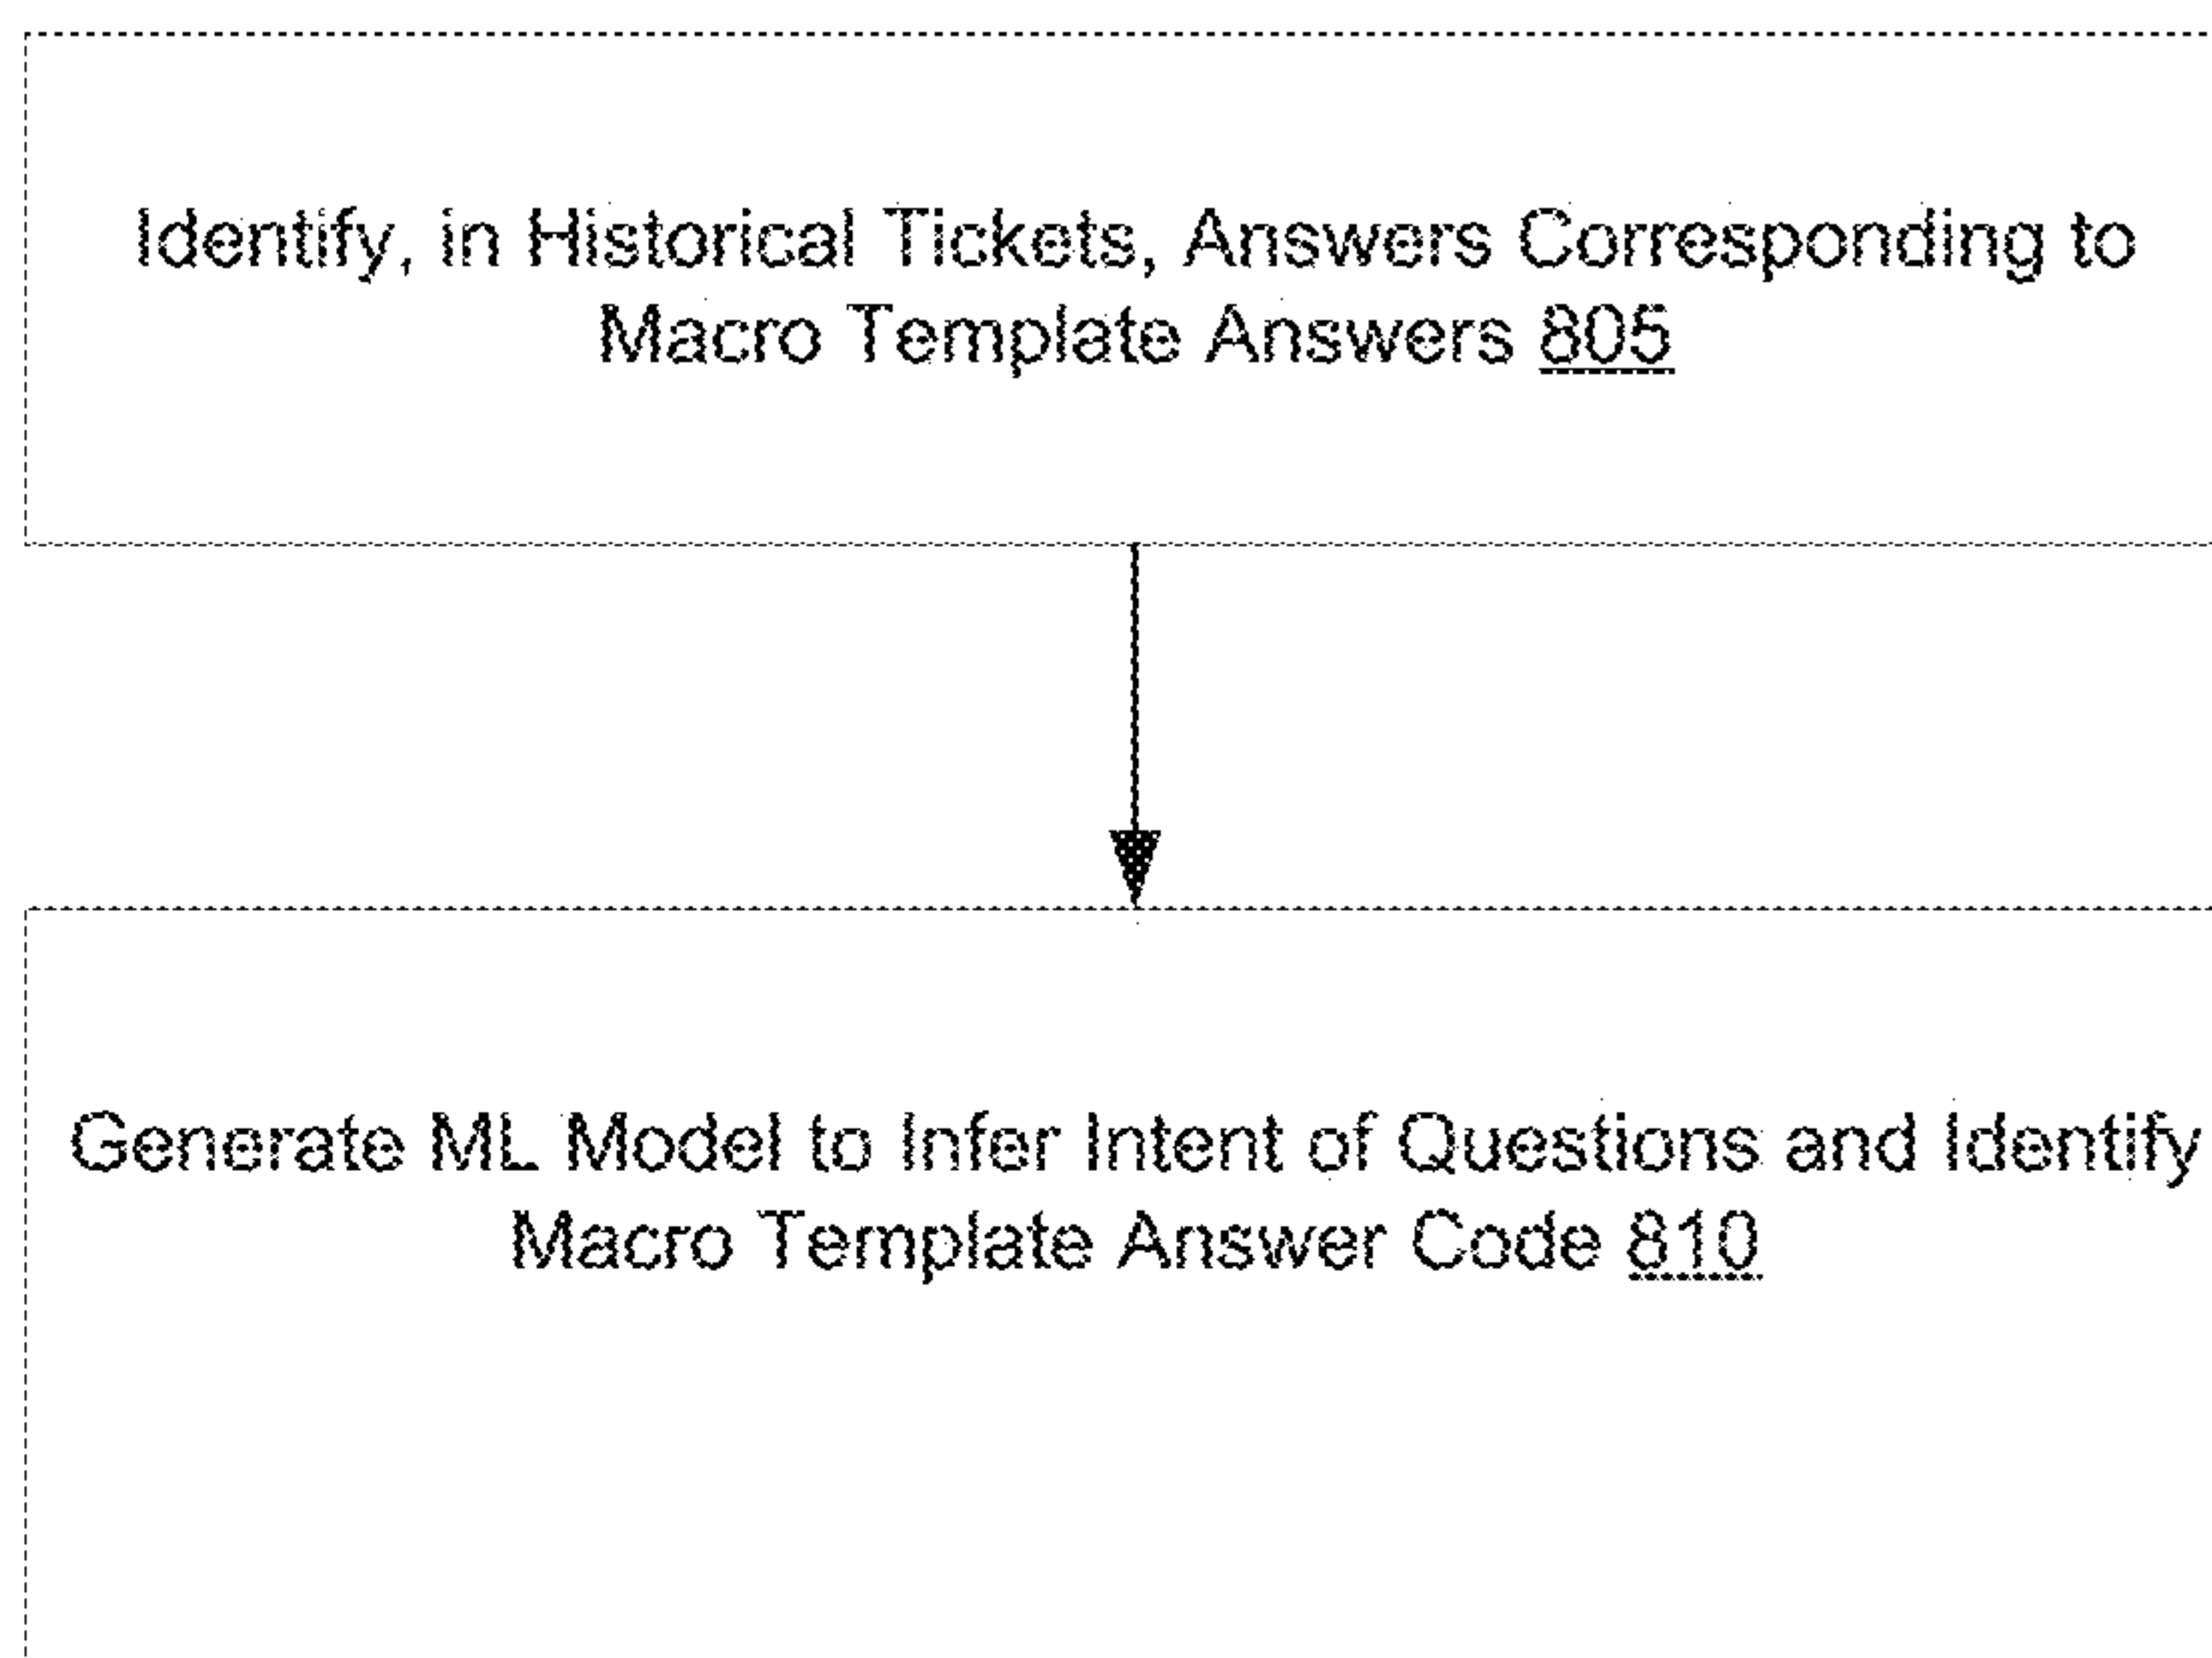 Identify, in Historical Tickets, Answers Corresponding to
Macro Template Answers 805
Generate ML Model to Infer Intent of Questions and Identify
Macro Template Answer Code 810